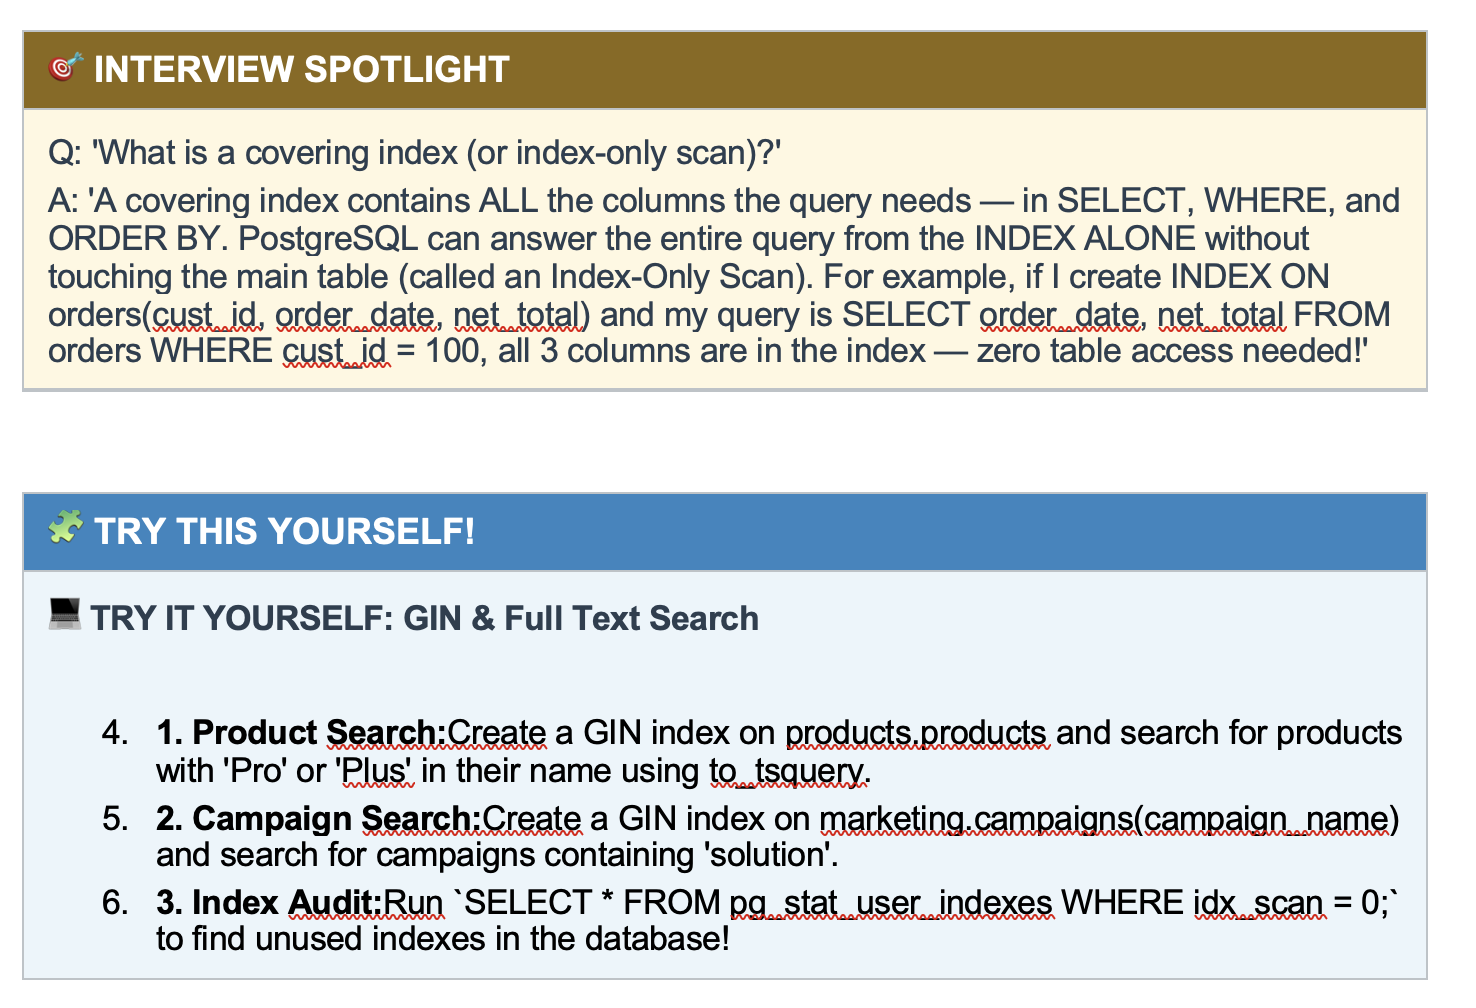 🎯 INTERVIEW SPOTLIGHT
Q: 'What is a covering index (or index-only scan)?'
A: 'A covering index contains ALL the columns the query needs — in SELECT, WHERE, and
ORDER BY. PostgreSQL can answer the entire query from the INDEX ALONE without
touching the main table (called an Index-Only Scan). For example, if I create INDEX ON
orders(cust_id, order_date, net_total) and my query is SELECT order_date, net_total FROM
orders WHERE cust_id = 100, all 3 columns are in the index — zero table access needed!'
🧩 TRY THIS YOURSELF!
💻 TRY IT YOURSELF: GIN & Full Text Search
4. 1. Product Search:Create a GIN index on products.products and search for products
with 'Pro' or 'Plus' in their name using to_tsquery.
5. 2. Campaign Search:Create a GIN index on marketing.campaigns(campaign_name)
and search for campaigns containing 'solution'.
6. 3. Index Audit:Run `SELECT * FROM pg_stat_user_indexes WHERE idx_scan = 0;`
to find unused indexes in the database!